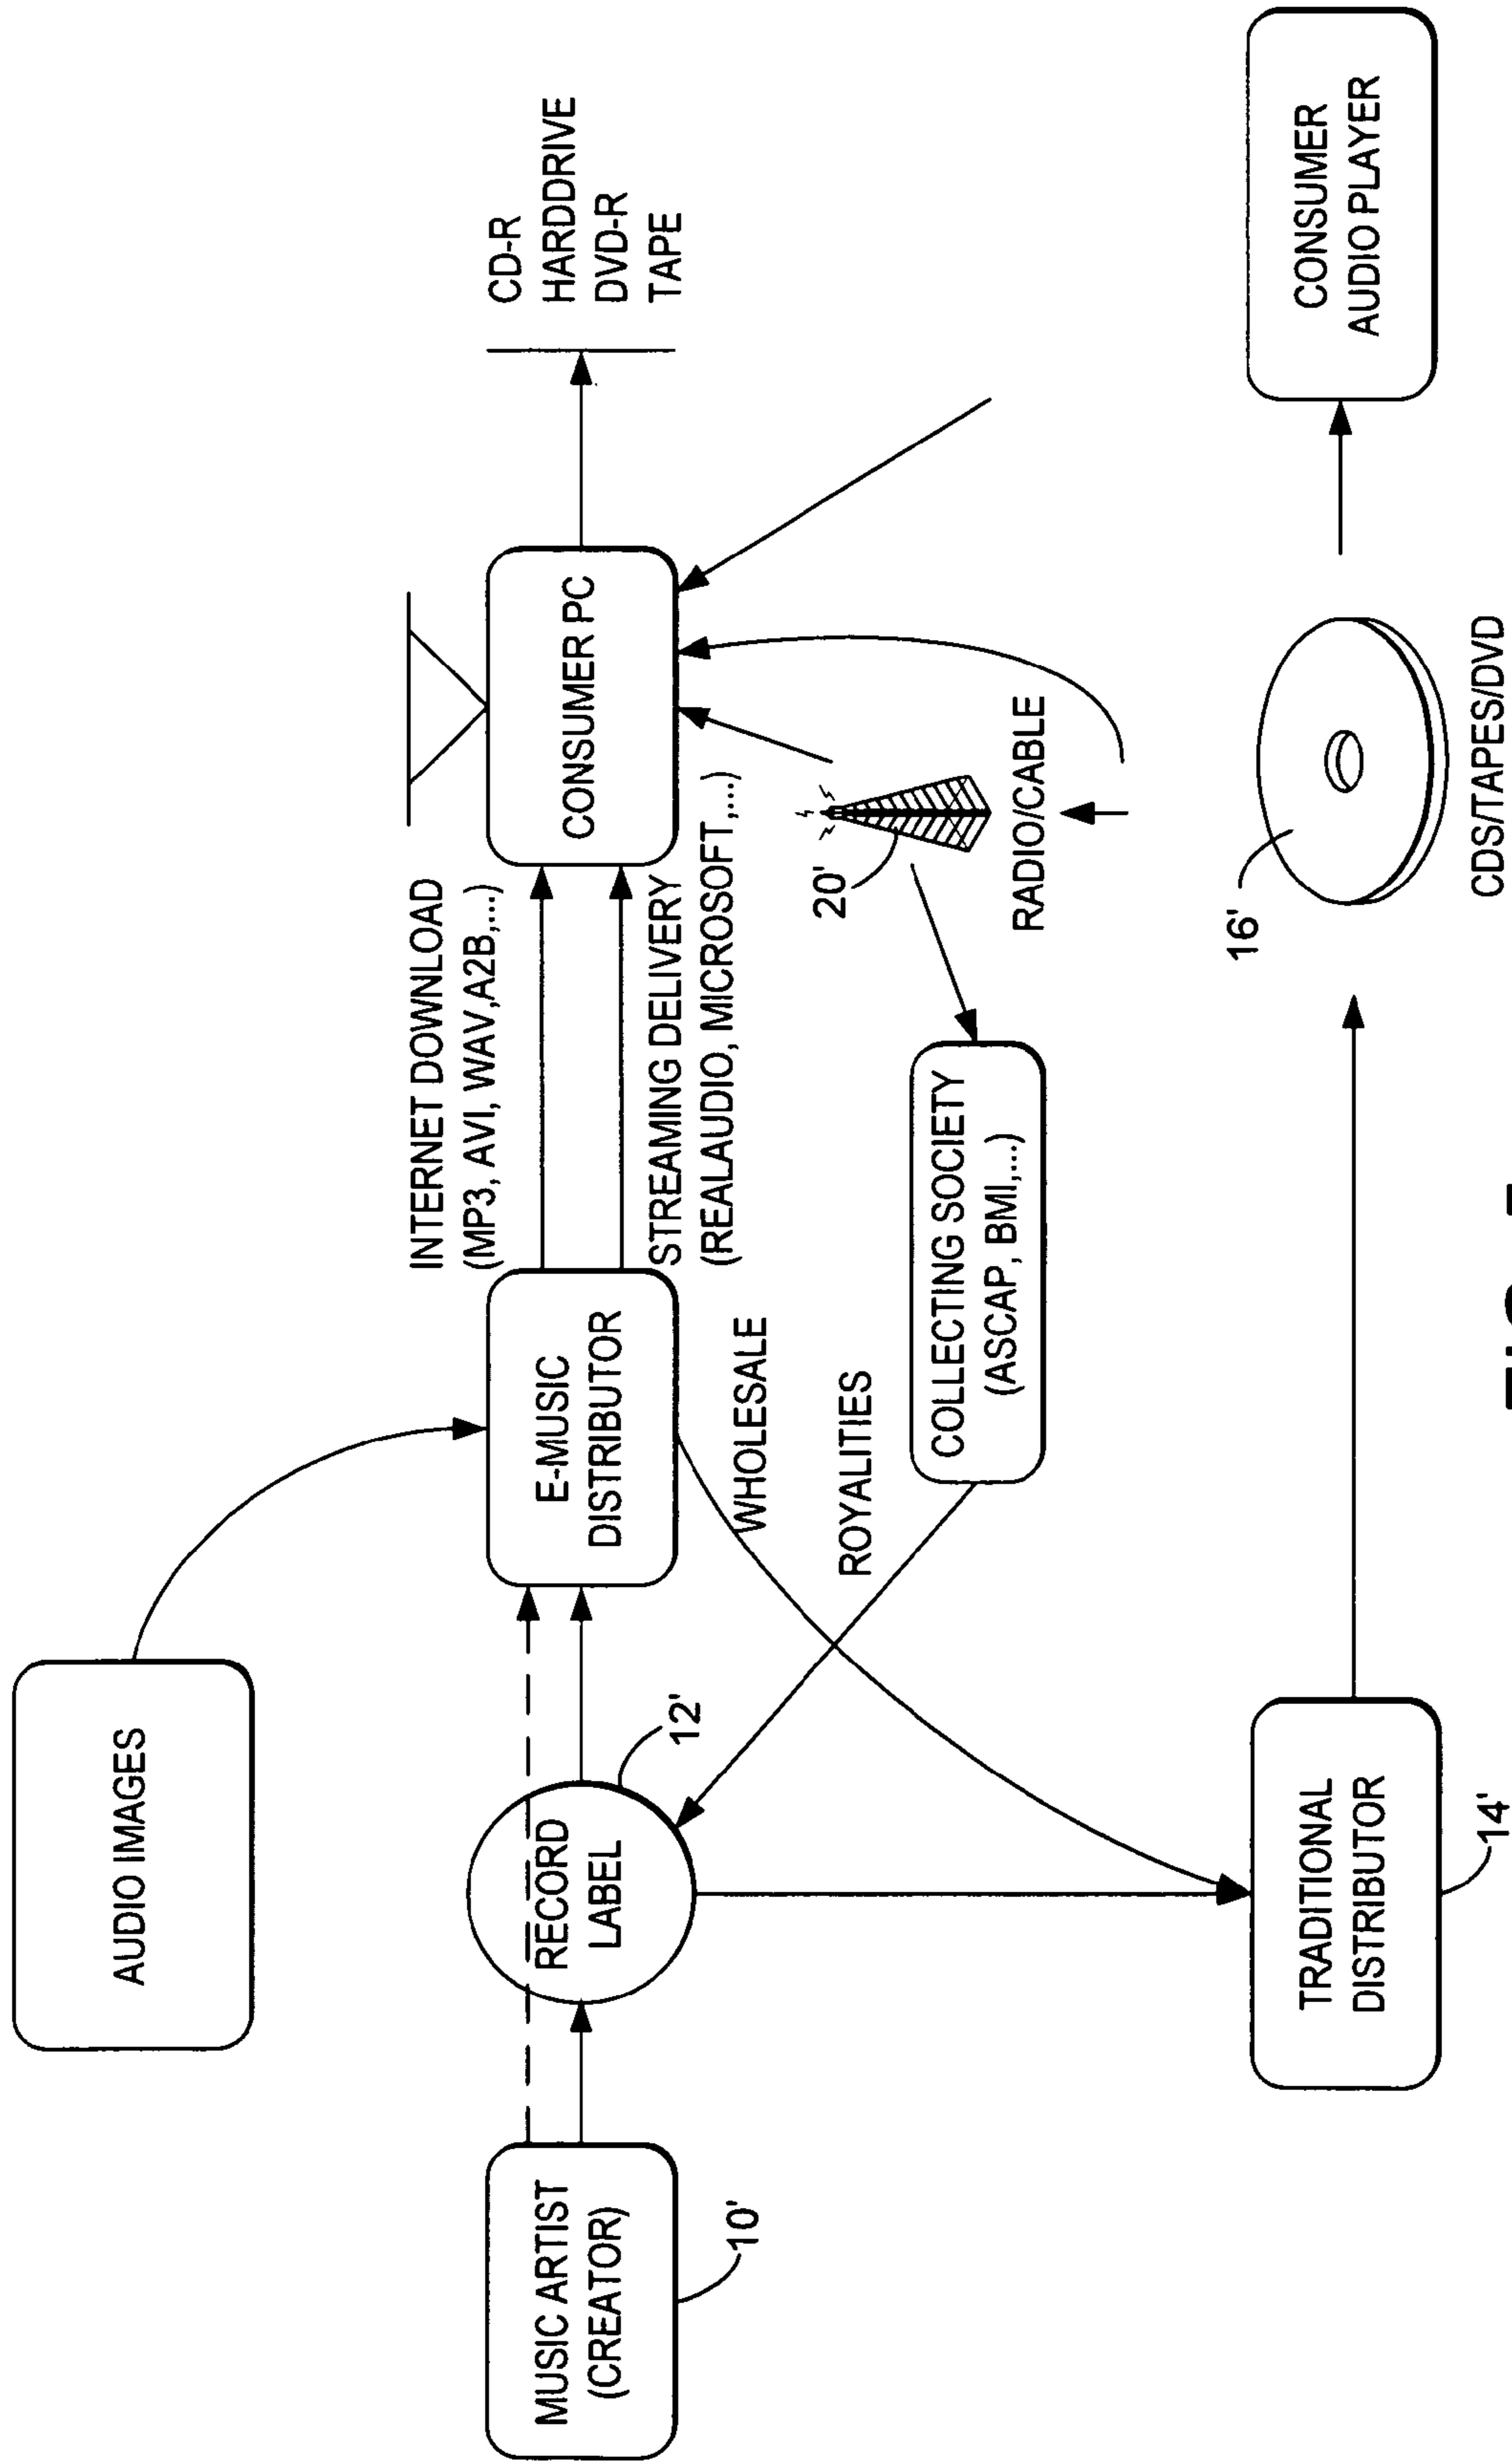 AUDIO IMAGES
MUSIC ARTIST
(CREATOR)
10'
RECORD
LABEL
12'
E-MUSIC
DISTRIBUTOR
INTERNET DOWNLOAD
(MP3, AVI, WAV,A2B,...)
STREAMING DELIVERY
(REALAUDIO, MICROSOFT,...)
CONSUMER PC
CD-R
HARDDRIVE
DVD-R
TAPE
WHOLESALE
ROYALITIES
COLLECTING SOCIETY
(ASCAP, BMI,...)
20'
RADIO/CABLE
TRADITIONAL
DISTRIBUTOR
14'
16'
CDS/TAPES/DVD
CONSUMER
AUDIO PLAYER